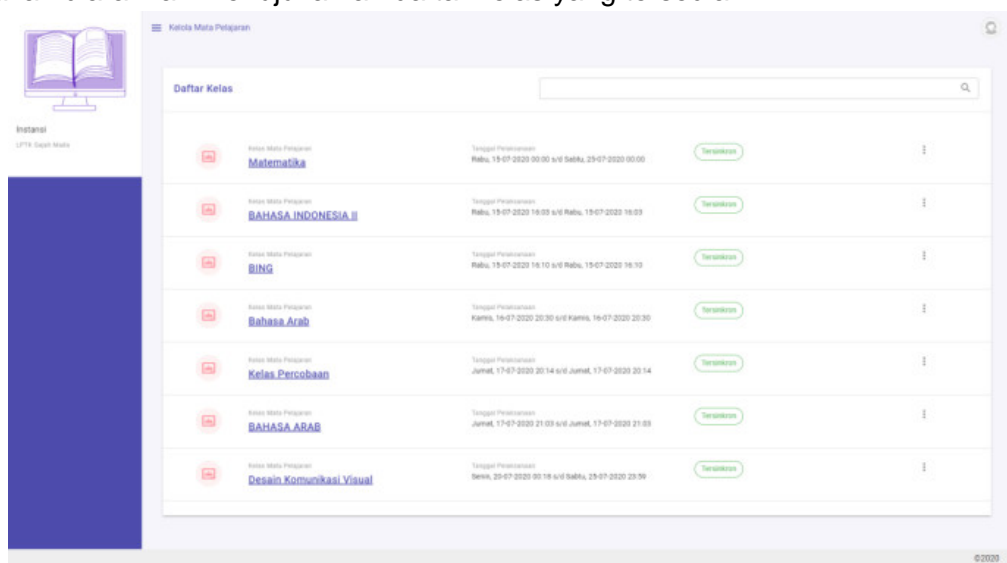 Kelola Mata Pelajaran
Instansi
Daftar Kelas
Kelas Mata Pelajaran
Tanggal Pelaksanaan
Matematika
Rabu, 15-07-2020 00:00 s/d Sabtu, 25-07-2020 00:00
Tersinkron
Kelas Mata Pelajaran
Tanggal Pelaksanaan
BAHASA INDONESIA II
Rabu, 15-07-2020 16:03 s/d Rabu, 15-07-2020 16:03
Tersinkron
Kelas Mata Pelajaran
Tanggal Pelaksanaan
BING
Rabu, 15-07-2020 16:10 s/d Rabu, 15-07-2020 16:10
Tersinkron
Kelas Mata Pelajaran
Tanggal Pelaksanaan
Bahasa Arab
Kamis, 16-07-2020 20:30 s/d Kamis, 16-07-2020 20:30
Tersinkron
Kelas Mata Pelajaran
Tanggal Pelaksanaan
Kelas Percobaan
Jumat, 17-07-2020 20:14 s/d Jumat, 17-07-2020 20:14
Tersinkron
Kelas Mata Pelajaran
Tanggal Pelaksanaan
BAHASA ARAB
Jumat, 17-07-2020 21:03 s/d Jumat, 17-07-2020 21:03
Tersinkron
Kelas Mata Pelajaran
Tanggal Pelaksanaan
Desain Komunikasi Visual
Senin, 20-07-2020 00:18 s/d Sabtu, 25-07-2020 23:59
Tersinkron
©2020